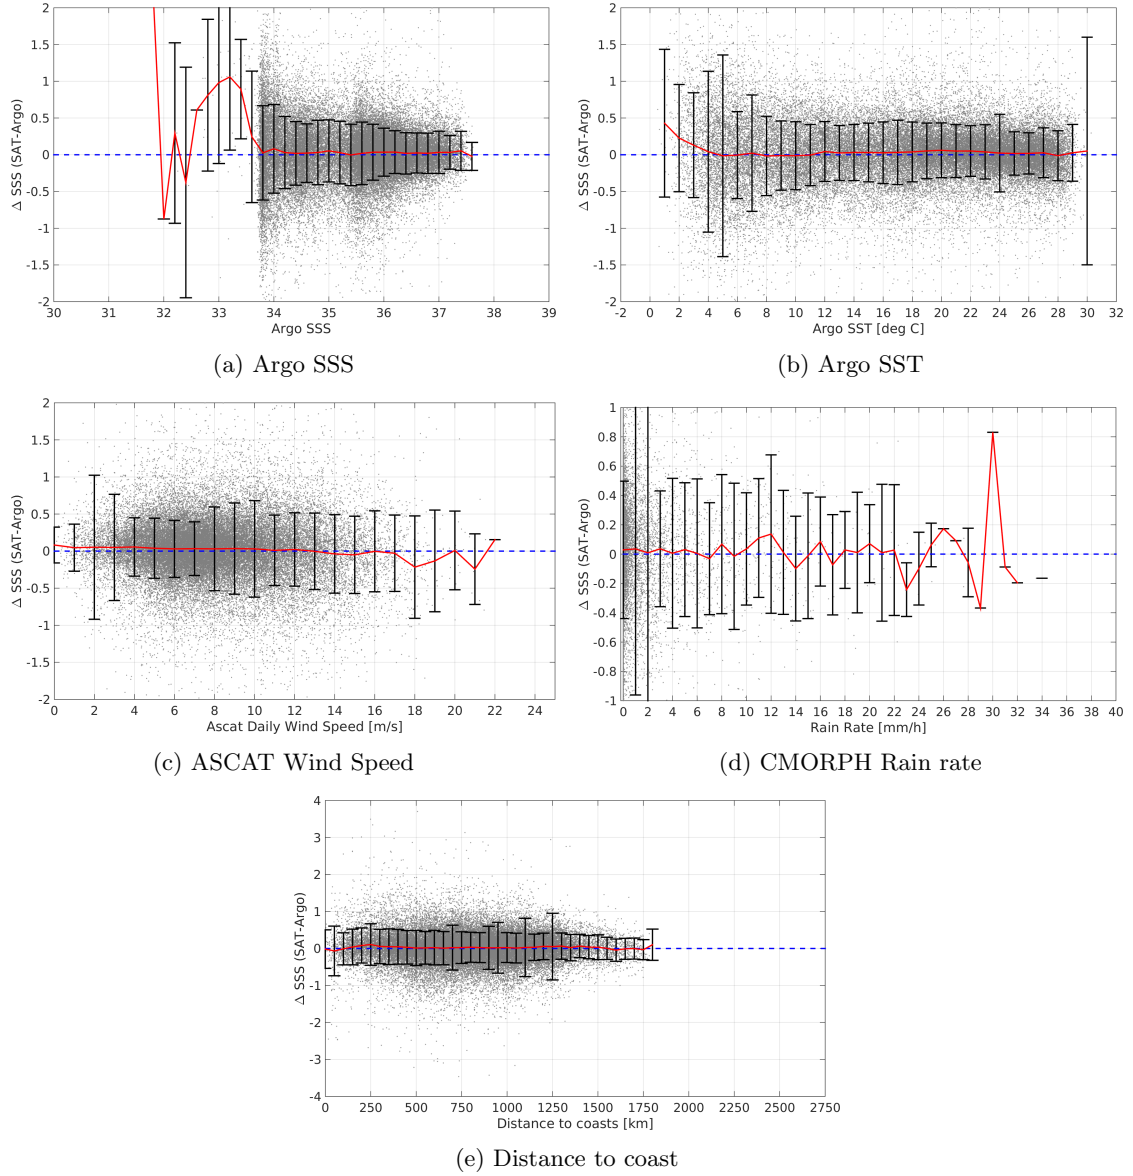 2
1.5
1
0.5
0
-0.5
-1
-1.5
-2
Δ SSS (SAT-Argo)
30 31 32 33 34 35 36 37 38 39
Argo SSS
(a) Argo SSS
2
1.5
1
0.5
0
-0.5
-1
-1.5
-2
Δ SSS (SAT-Argo)
-2 0 2 4 6 8 10 12 14 16 18 20 22 24 26 28 30 32
Argo SST [deg C]
(b) Argo SST
2
1.5
1
0.5
0
-0.5
-1
-1.5
-2
Δ SSS (SAT-Argo)
0 2 4 6 8 10 12 14 16 18 20 22 24
Ascat Daily Wind Speed [m/s]
(c) ASCAT Wind Speed
1
0.8
0.6
0.4
0.2
0
-0.2
-0.4
-0.6
-0.8
-1
Δ SSS (SAT-Argo)
0 2 4 6 8 10 12 14 16 18 20 22 24 26 28 30 32 34 36 38 40
Rain Rate [mm/h]
(d) CMORPH Rain rate
4
3
2
1
0
-1
-2
-3
-4
Δ SSS (SAT-Argo)
0 250 500 750 1000 1250 1500 1750 2000 2250 2500 2750
Distance to coasts [km]
(e) Distance to coast